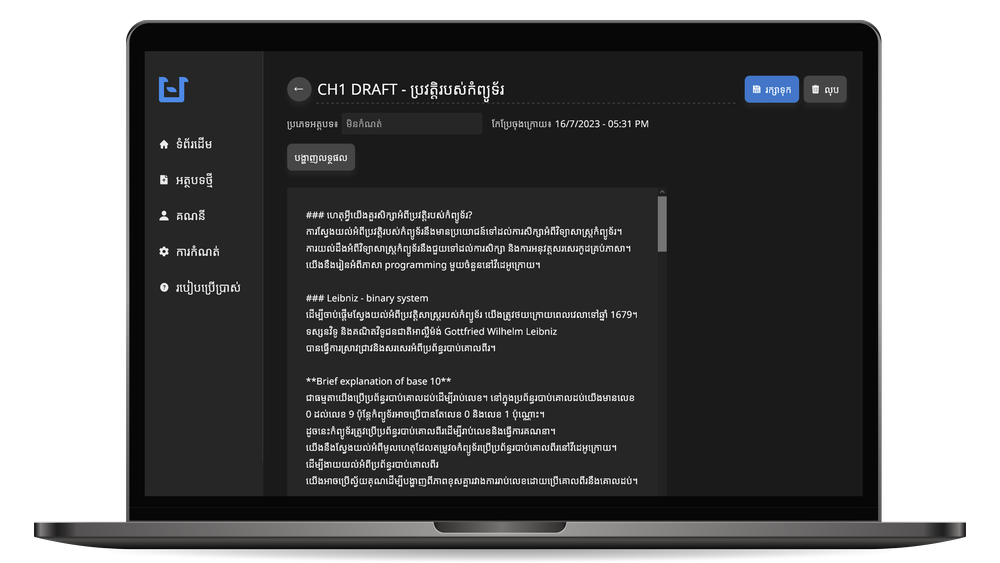 CH1 DRAFT - ប្រវត្តិរបស់កំព្យូទ័រ
រក្សាទុក
លុប
ប្រភេទអត្ថបទ៖ មិនកំណត់
កែប្រែចុងក្រោយ៖ 16/7/2023 - 05:31 PM
បង្ហាញលទ្ធផល
ទំព័រដើម
អត្ថបទថ្មី
គណនី
ការកំណត់
របៀបប្រើប្រាស់
### ហេតុអ្វីយើងគួរសិក្សាអំពីប្រវត្តិរបស់កំព្យូទ័រ?
ការស្វែងយល់អំពីប្រវត្តិរបស់កំព្យូទ័រនឹងមានប្រយោជន៍ទៅដល់ការសិក្សាអំពីវិទ្យាសាស្ត្រកំព្យូទ័រ។
ការយល់ដឹងអំពីវិទ្យាសាស្ត្រកំព្យូទ័រនឹងជួយទៅដល់ការសិក្សា និងការអនុវត្តសរសេរកូដគ្រប់ភាសា។
យើងនឹងរៀនអំពីភាសា programming មួយចំនួននៅវីដេអូក្រោយ។
### Leibniz - binary system
ដើម្បីចាប់ផ្តើមស្វែងយល់អំពីប្រវត្តិសាស្ត្ររបស់កំព្យូទ័រ យើងត្រូវថយក្រោយពេលវេលាទៅឆ្នាំ 1679។
ទស្សនវិទូ និងគណិតវិទូជនជាតិអាល្លឺម៉ង់ Gottfried Wilhelm Leibniz
បានធ្វើការស្រាវជ្រាវនិងសរសេរអំពីប្រព័ន្ធរបាប់គោលពីរ។
**Brief explanation of base 10**
ជាធម្មតាយើងប្រើប្រព័ន្ធរបាប់គោលដប់ដើម្បីរាប់លេខ។ នៅក្នុងប្រព័ន្ធរបាប់គោលដប់យើងមានលេខ
0 ដល់លេខ 9 ប៉ុន្តែកំព្យូទ័រអាចប្រើបានតែលេខ 0 និងលេខ 1 ប៉ុណ្ណោះ។
ដូចនេះកំព្យូទ័រត្រូវប្រើប្រព័ន្ធរបាប់គោលពីរដើម្បីរាប់លេខនិងធ្វើការគណនា។
យើងនឹងស្វែងយល់អំពីមូលហេតុដែលតម្រូវឲ្យកំព្យូទ័រប្រើប្រព័ន្ធរបាប់គោលពីរនៅវីដេអូក្រោយ។
ដើម្បីងាយយល់អំពីប្រព័ន្ធរបាប់គោលពីរ
យើងអាចប្រើស្វ័យគុណដើម្បីបង្ហាញពីភាពខុសគ្នារវាងការរាប់លេខដោយប្រើគោលពីរនឹងគោលដប់។